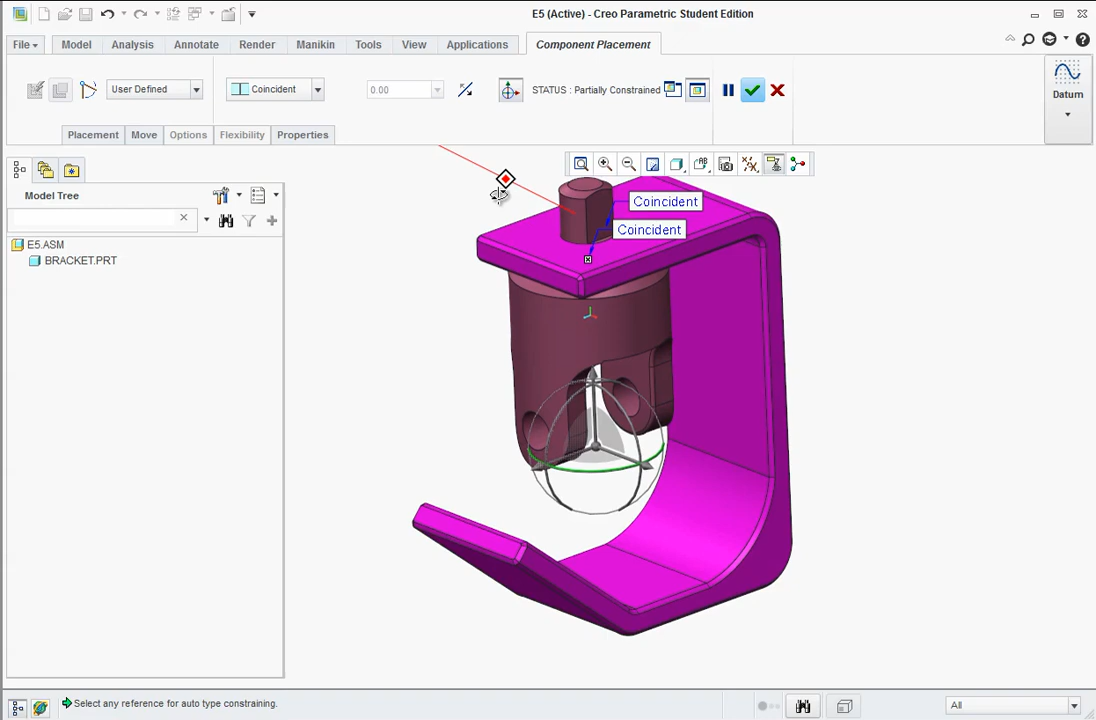 E5 (Active) - Creo Parametric Student Edition
File Model Analysis Annotate Render Manikin Tools View Applications Component Placement
User Defined Coincident 0.00 STATUS : Partially Constrained Datum
Placement Move Options Flexibility Properties
Model Tree
E5.ASM
BRACKET.PRT
Coincident
Coincident
Select any reference for auto type constraining.
All